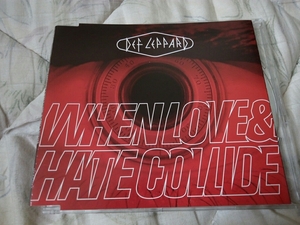 DEF LEPPARD
WHEN LOVE &
HATE COLLIDE